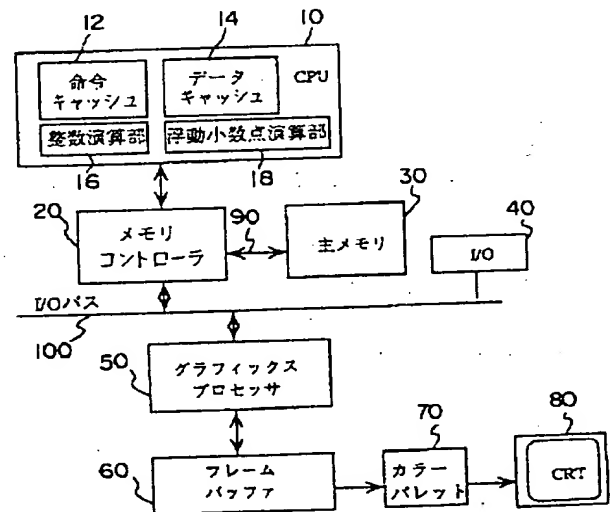 10
12
14
命令
キャッシュ
データ
キャッシュ
CPU
整数演算部
浮動小数点演算部
16
18
20
メモリ
コントローラ
90
30
主メモリ
40
I/O
I/Oバス
100
50
グラフィックス
プロセッサ
60
フレーム
バッファ
70
カラー
パレット
80
CRT